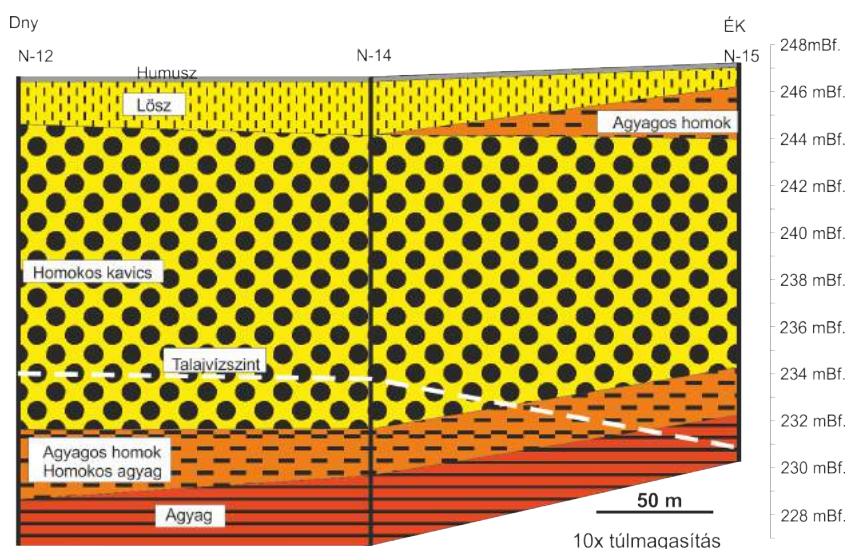 Dny
ÉK
N-12
N-14
N-15
248mBf.
Humusz
Lösz
246 mBf.
Agyagos homok
244 mBf.
242 mBf.
240 mBf.
Homokos kavics
238 mBf.
236 mBf.
Talajvízszint
234 mBf.
232 mBf.
Agyagos homok
Homokos agyag
230 mBf.
Agyag
50 m
228 mBf.
10x túlmagasítás